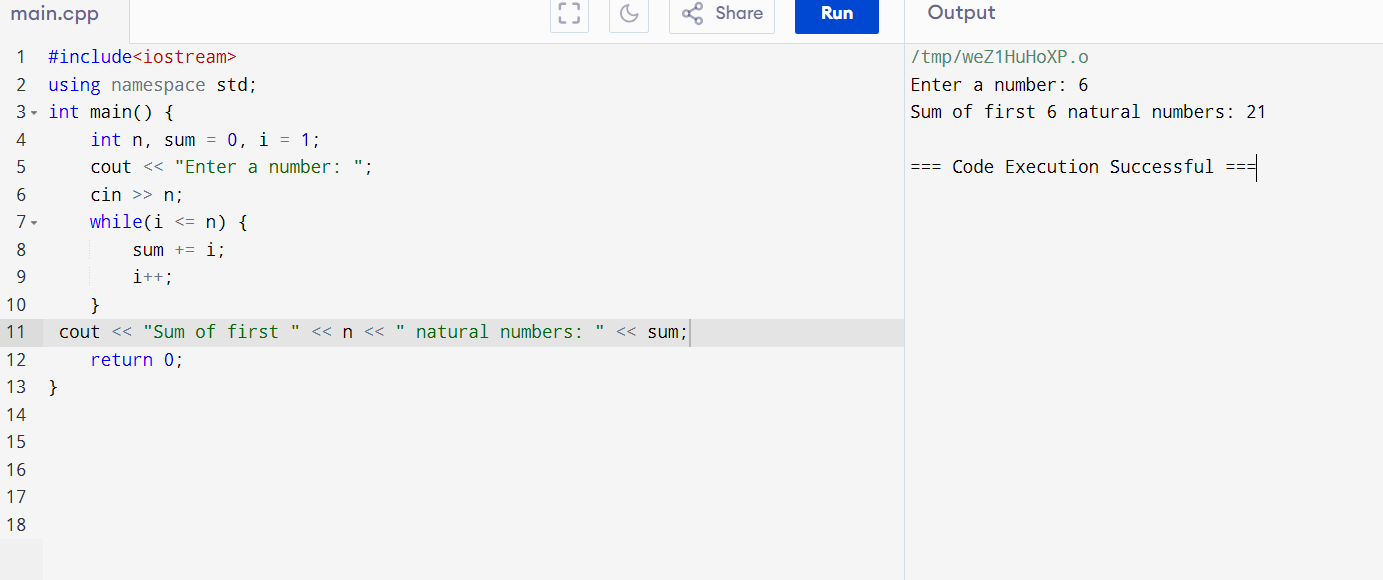 main.cpp
Share
Run
Output
1 #include<iostream>
2 using namespace std;
3 int main() {
4     int n, sum = 0, i = 1;
5     cout << "Enter a number: ";
6     cin >> n;
7     while(i <= n) {
8         sum += i;
9         i++;
10     }
11  cout << "Sum of first " << n << " natural numbers: " << sum;
12     return 0;
13 }
14
15
16
17
18
/tmp/weZ1HuHoXP.o
Enter a number: 6
Sum of first 6 natural numbers: 21
=== Code Execution Successful ===